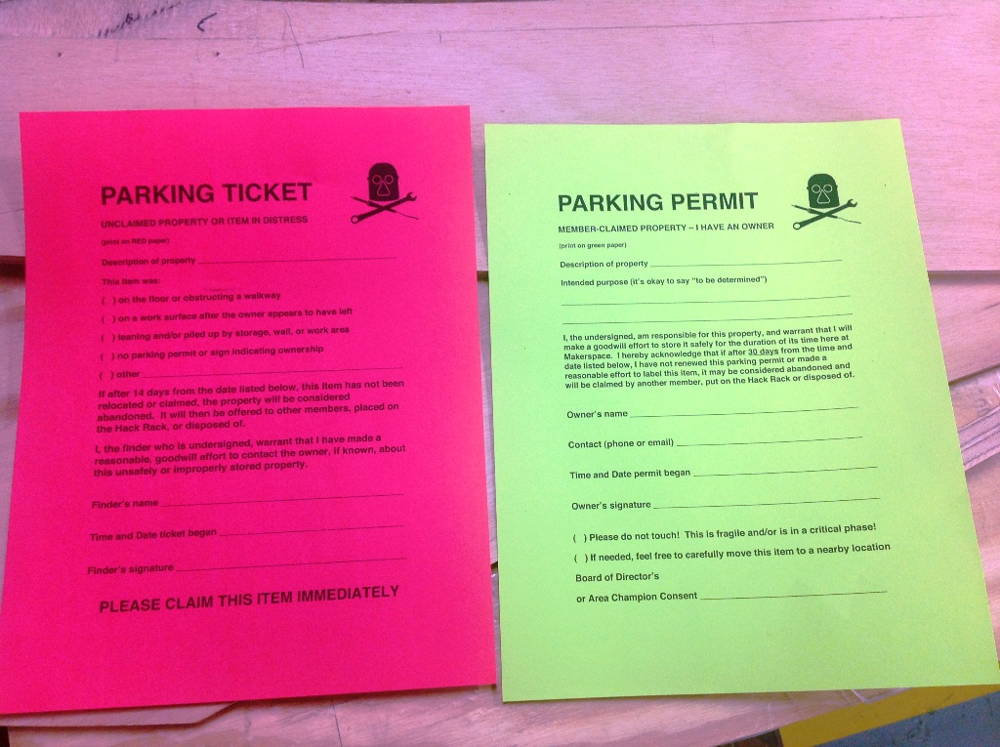 PARKING TICKET
UNCLAIMED PROPERTY OR ITEM IN DISTRESS
(print on RED paper)
Description of property
This item was:
( ) on the floor or obstructing a walkway
( ) on a work surface after the owner appears to have left
( ) leaning and/or piled up by storage, wall, or work area
( ) no parking permit or sign indicating ownership
( ) other
If after 14 days from the date listed below, this item has not been
relocated or claimed, the property will be considered
abandoned. It will then be offered to other members, placed on
the Hack Rack, or disposed of.
I, the finder who is undersigned, warrant that I have made a
reasonable, goodwill effort to contact the owner, if known, about
this unsafely or improperly stored property.
Finder's name
Time and Date ticket began
Finder's signature
PLEASE CLAIM THIS ITEM IMMEDIATELY
PARKING PERMIT
MEMBER-CLAIMED PROPERTY – I HAVE AN OWNER
(print on green paper)
Description of property
Intended purpose (it's okay to say "to be determined")
I, the undersigned, am responsible for this property, and warrant that I will
make a goodwill effort to store it safely for the duration of its time here at
Makerspace. I hereby acknowledge that if after 30 days from the time and
date listed below, I have not renewed this parking permit or made a
reasonable effort to label this item, it may be considered abandoned and
will be claimed by another member, put on the Hack Rack or disposed of.
Owner's name
Contact (phone or email)
Time and Date permit began
Owner's signature
( ) Please do not touch! This is fragile and/or is in a critical phase!
( ) If needed, feel free to carefully move this item to a nearby location
Board of Director's
or Area Champion Consent